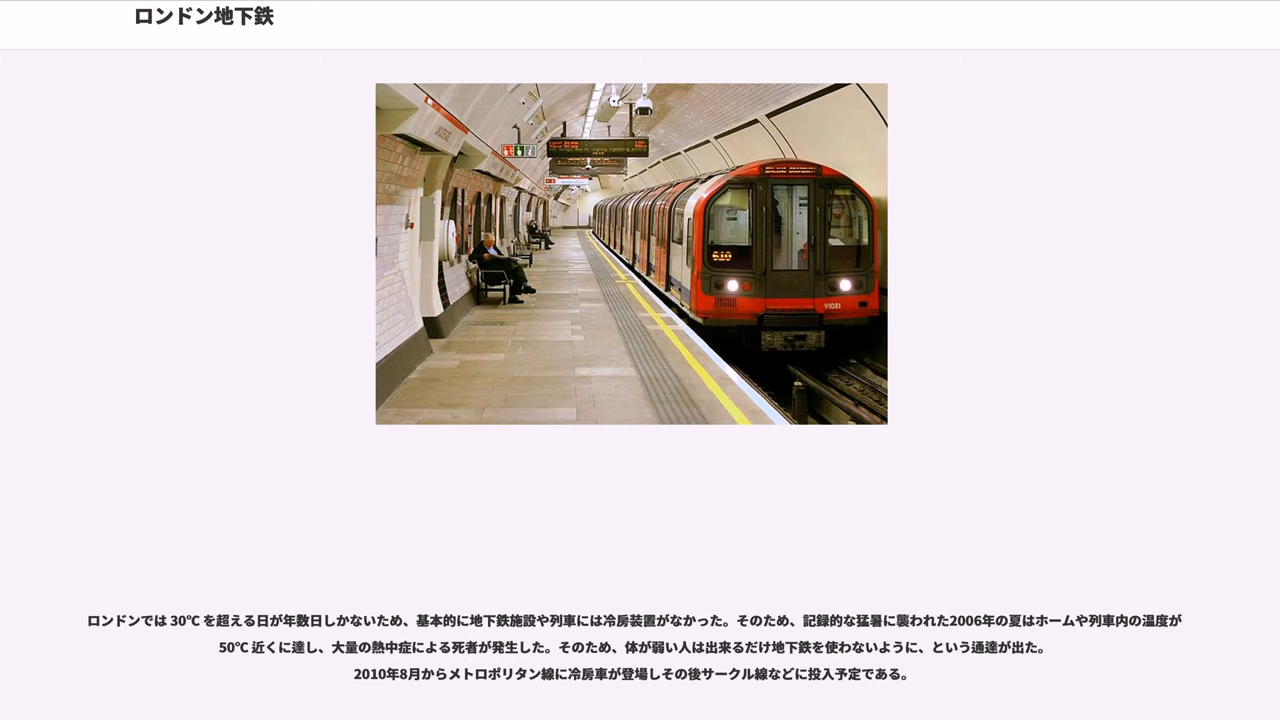 ロンドン地下鉄
91081
ロンドンでは 30℃ を超える日が年数日しかないため、基本的に地下鉄施設や列車には冷房装置がなかった。そのため、記録的な猛暑に襲われた2006年の夏はホームや列車内の温度が
50℃ 近くに達し、大量の熱中症による死者が発生した。そのため、体が弱い人は出来るだけ地下鉄を使わないように、という通達が出た。
2010年8月からメトロポリタン線に冷房車が登場しその後サークル線などに投入予定である。